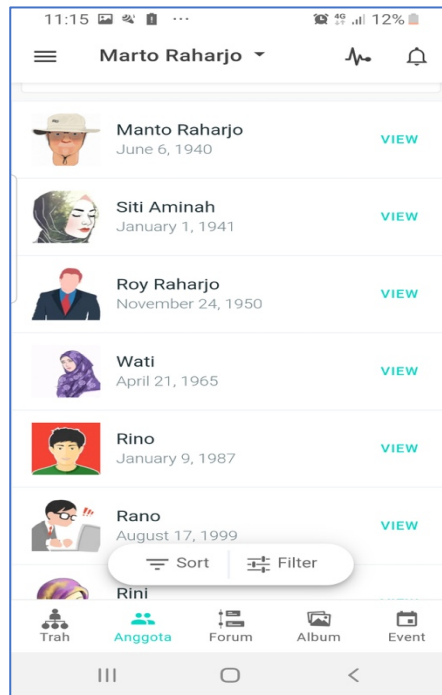 11:15 ... 4G 12%
Marto Raharjo
Manto Raharjo
June 6, 1940
VIEW
Siti Aminah
January 1, 1941
VIEW
Roy Raharjo
November 24, 1950
VIEW
Wati
April 21, 1965
VIEW
Rino
January 9, 1987
VIEW
Rano
August 17, 1999
VIEW
Sort Filter
Rini
Trah Anggota Forum Album Event